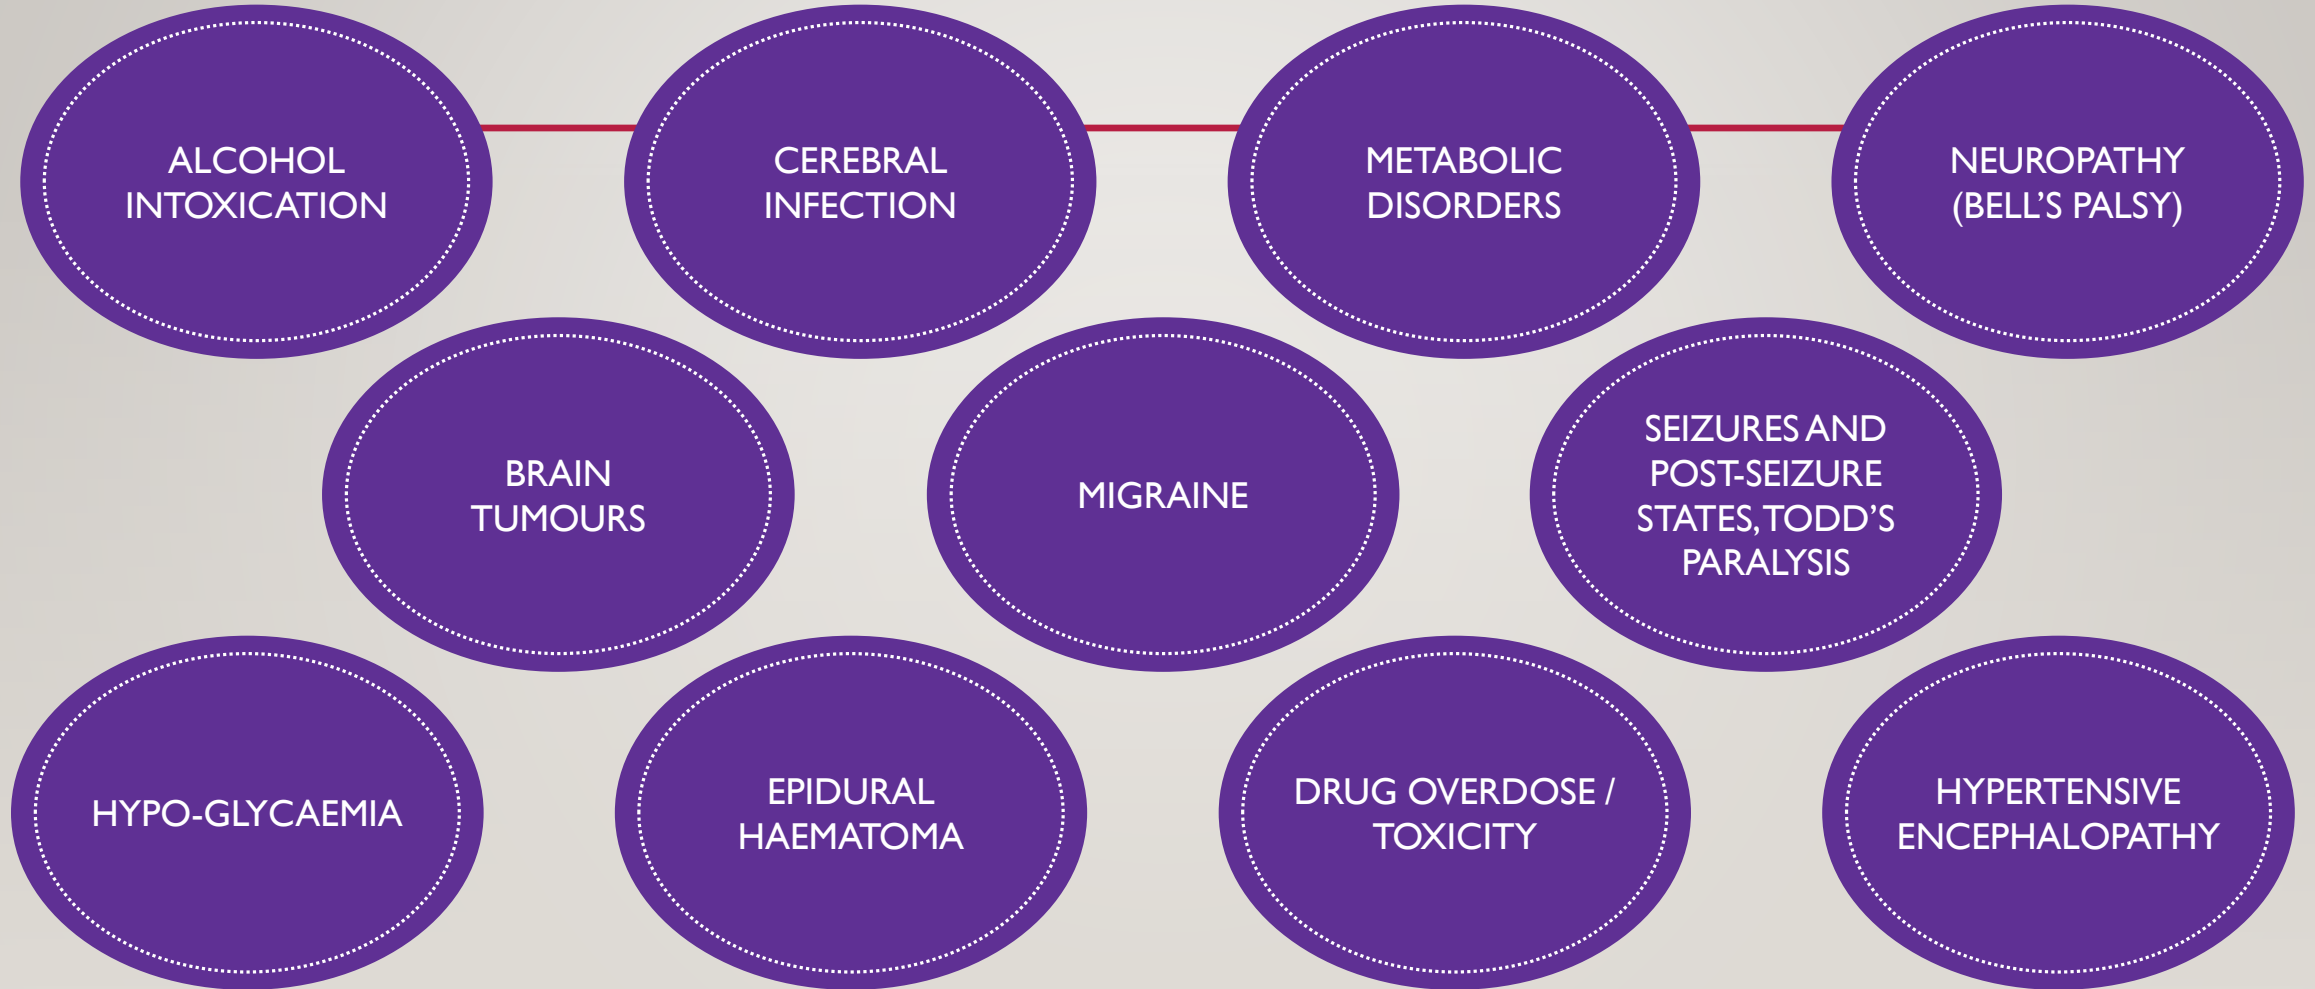 ALCOHOL
INTOXICATION
CEREBRAL
INFECTION
METABOLIC
DISORDERS
NEUROPATHY
(BELL’S PALSY)
BRAIN
TUMOURS
MIGRAINE
SEIZURES AND
POST-SEIZURE
STATES, TODD’S
PARALYSIS
HYPO-GLYCAEMIA
EPIDURAL
HAEMATOMA
DRUG OVERDOSE /
TOXICITY
HYPERTENSIVE
ENCEPHALOPATHY